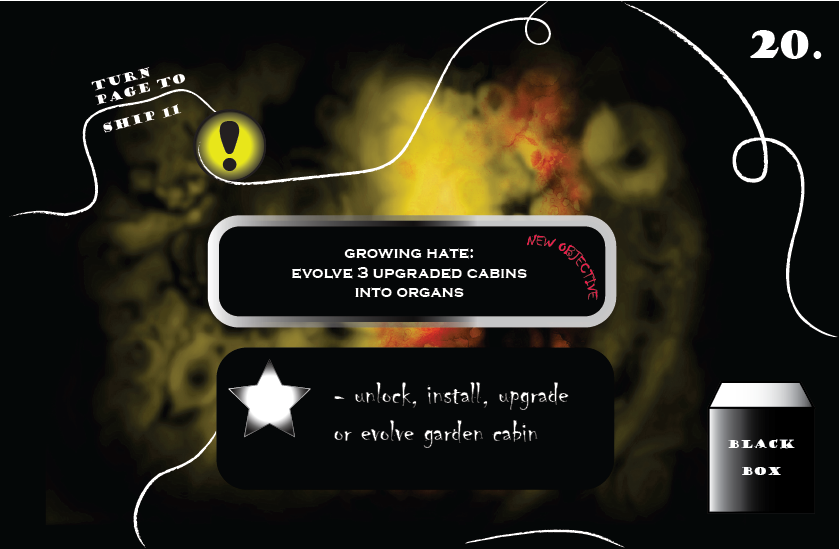 20.
TURN
PAGE TO
SHIP 11
!
GROWING HATE:
EVOLVE 3 UPGRADED CABINS
INTO ORGANS
NEW OBJECTIVE
- unlock, install, upgrade
or evolve garden cabin
BLACK
BOX